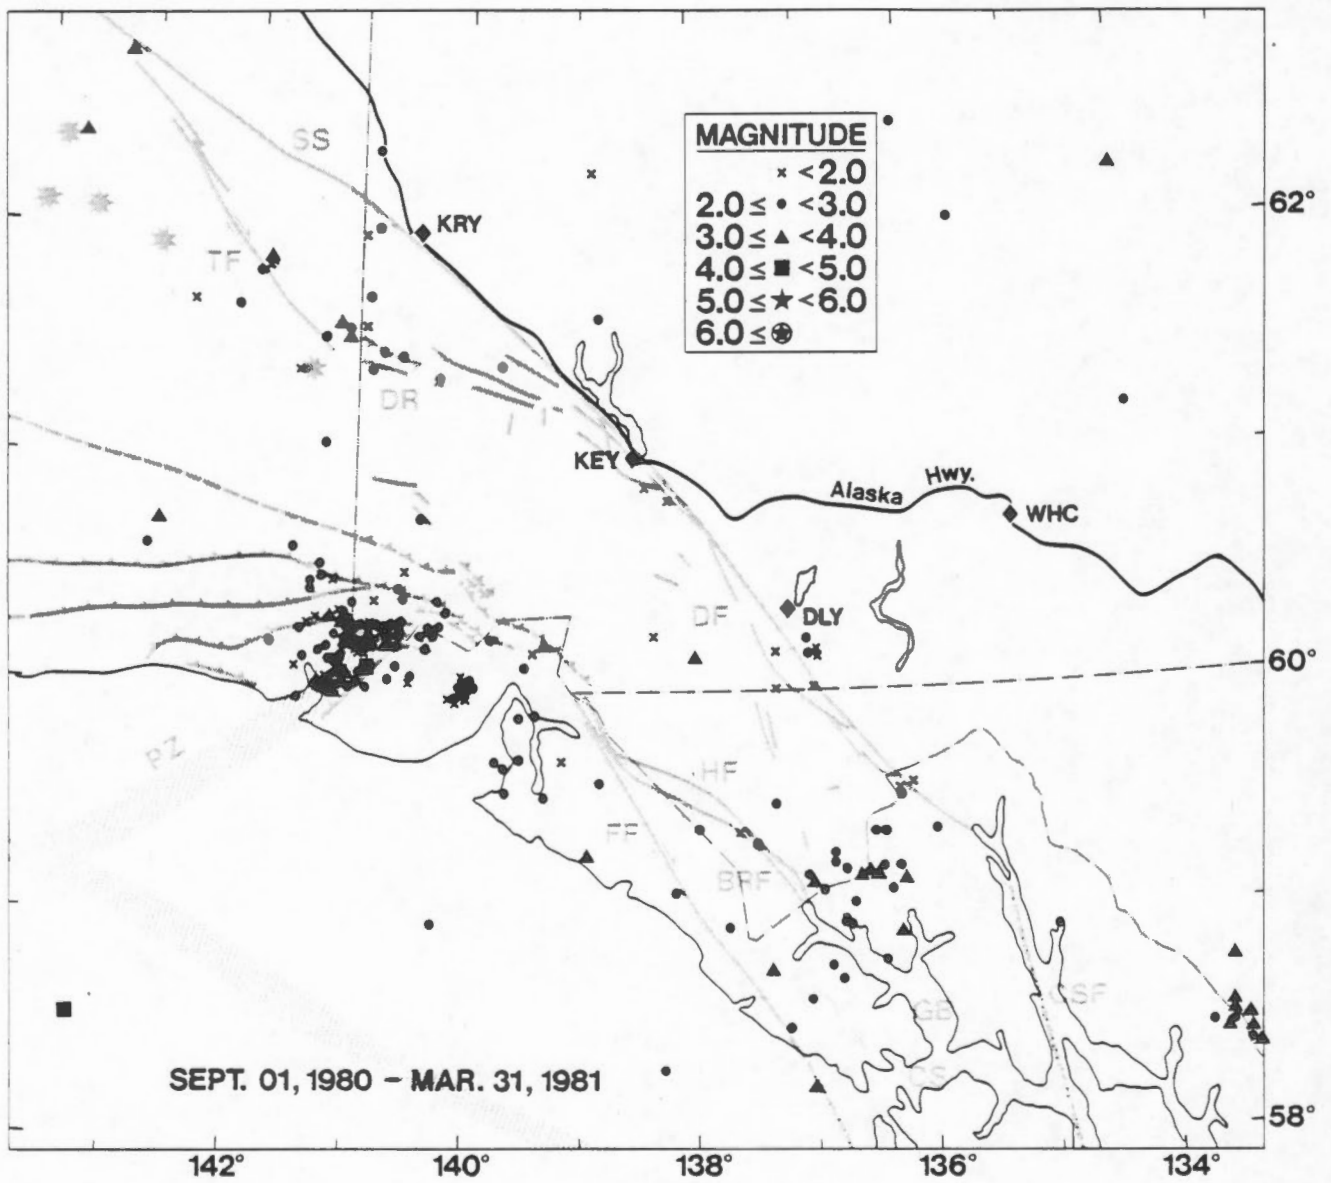 SS
MAGNITUDE
x <2.0
2.0 ≤ ● <3.0
3.0 ≤ ▲ <4.0
4.0 ≤ ■ <5.0
5.0 ≤ ★ <6.0
6.0 ≤
62°
KRY
TF
DR
KEY
Alaska Hwy.
WHC
DF
DLY
60°
PZ
HF
FF
BRF
GB
CSF
CS
SEPT. 01, 1980 – MAR. 31, 1981
58°
142° 140° 138° 136° 134°